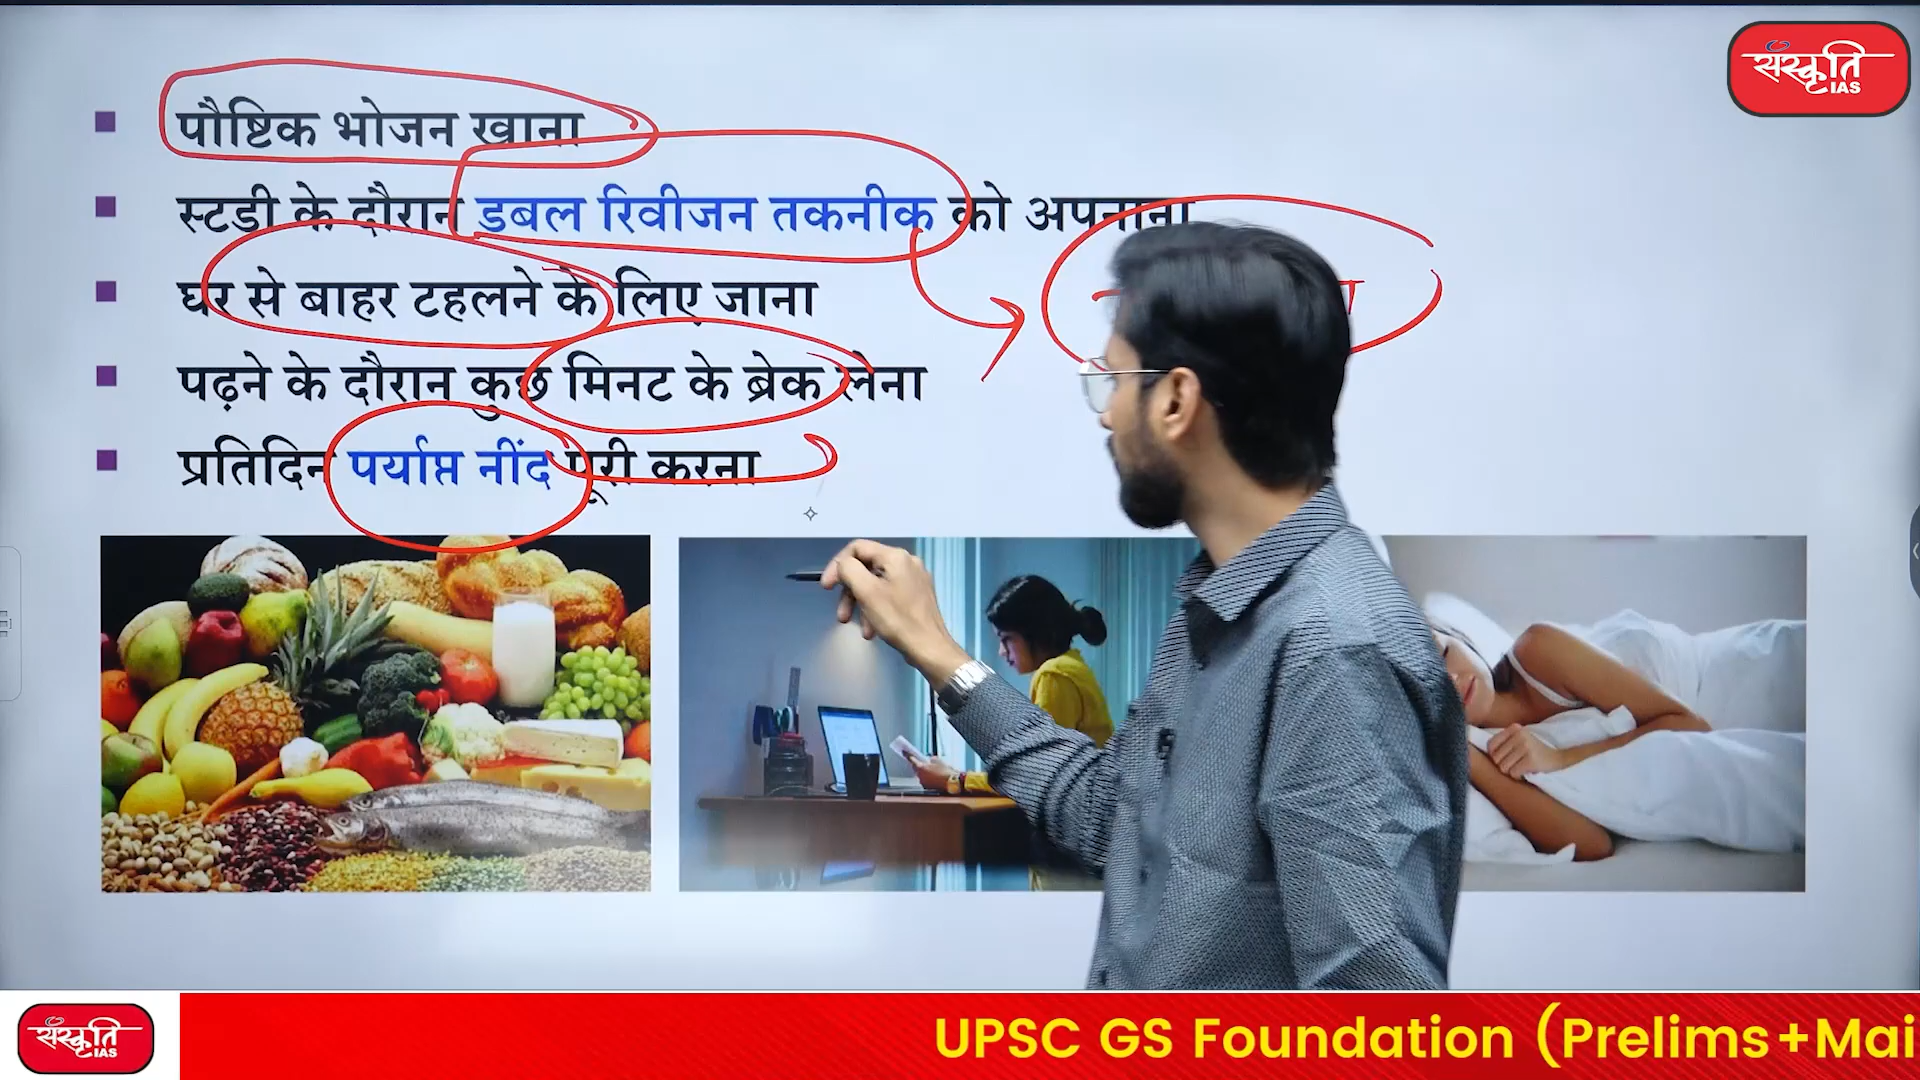 संस्कृति
IAS
पौष्टिक भोजन खाना
स्टडी के दौरान डबल रिवीजन तकनीक को अपनाना
घर से बाहर टहलने के लिए जाना
पढ़ने के दौरान कुछ मिनट के ब्रेक लेना
प्रतिदिन पर्याप्त नींद पूरी करना
संस्कृति
IAS
UPSC GS Foundation (Prelims+Mai